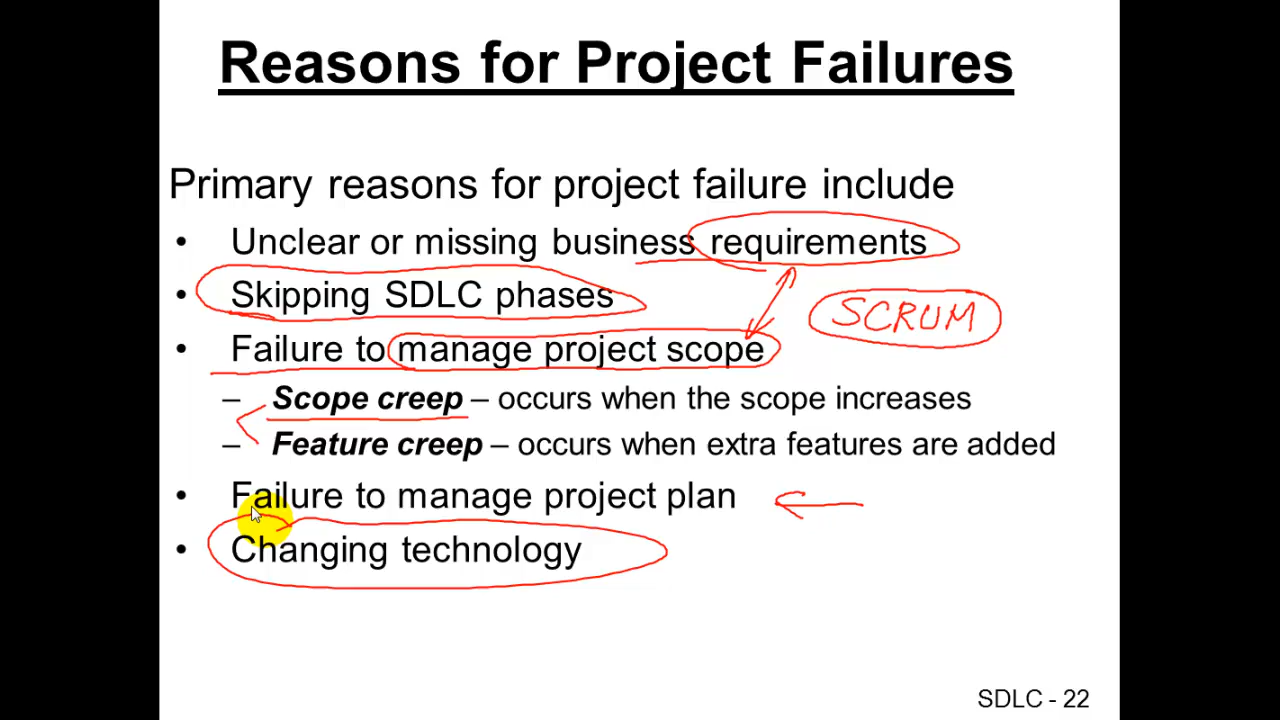 Reasons for Project Failures
Primary reasons for project failure include
• Unclear or missing business requirements
• Skipping SDLC phases
SCRUM
• Failure to manage project scope
– Scope creep – occurs when the scope increases
– Feature creep – occurs when extra features are added
• Failure to manage project plan
• Changing technology
SDLC - 22